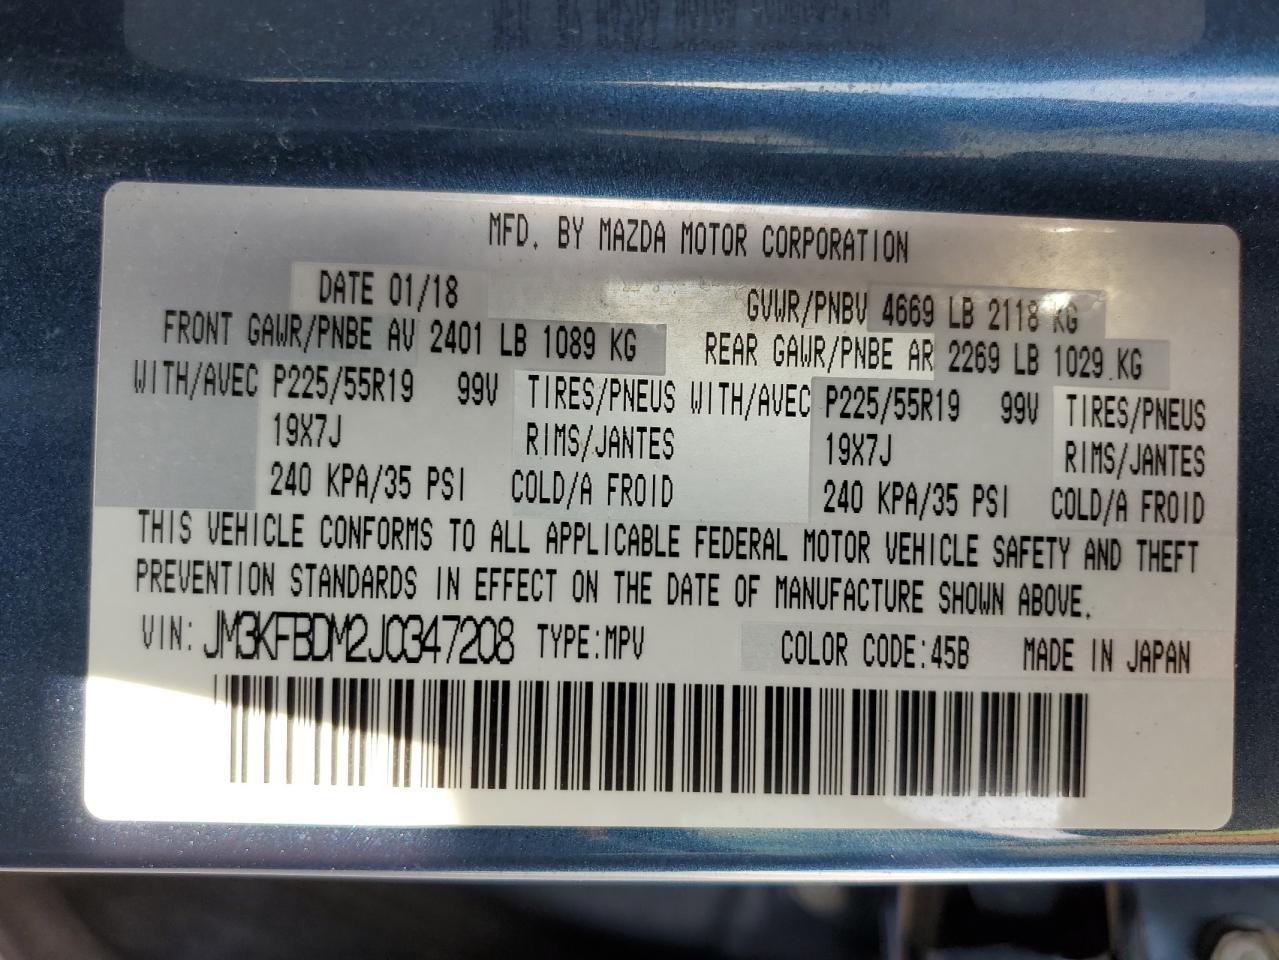 MFD. BY MAZDA MOTOR CORPORATION
DATE 01/18 GVWR/PNBV 4669 LB 2118 KG
FRONT GAWR/PNBE AV 2401 LB 1089 KG REAR GAWR/PNBE AR 2269 LB 1029 KG
WITH/AVEC P225/55R19 99V TIRES/PNEUS WITH/AVEC P225/55R19 99V TIRES/PNEUS
19X7J RIMS/JANTES 19X7J RIMS/JANTES
240 KPA/35 PSI COLD/A FROID 240 KPA/35 PSI COLD/A FROID
THIS VEHICLE CONFORMS TO ALL APPLICABLE FEDERAL MOTOR VEHICLE SAFETY AND THEFT
PREVENTION STANDARDS IN EFFECT ON THE DATE OF MANUFACTURE SHOWN ABOVE.
VIN: JM3KFBDM2J0347208 TYPE:MPV COLOR CODE:45B MADE IN JAPAN